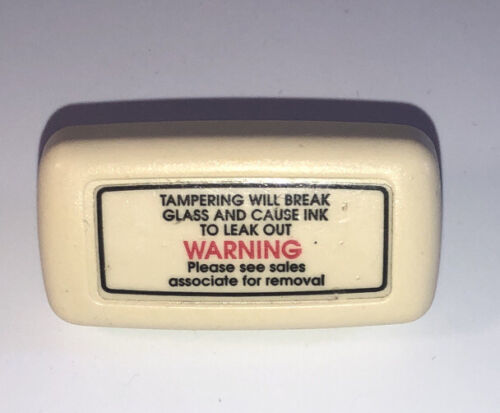 TAMPERING WILL BREAK
GLASS AND CAUSE INK
TO LEAK OUT
WARNING
Please see sales
associate for removal